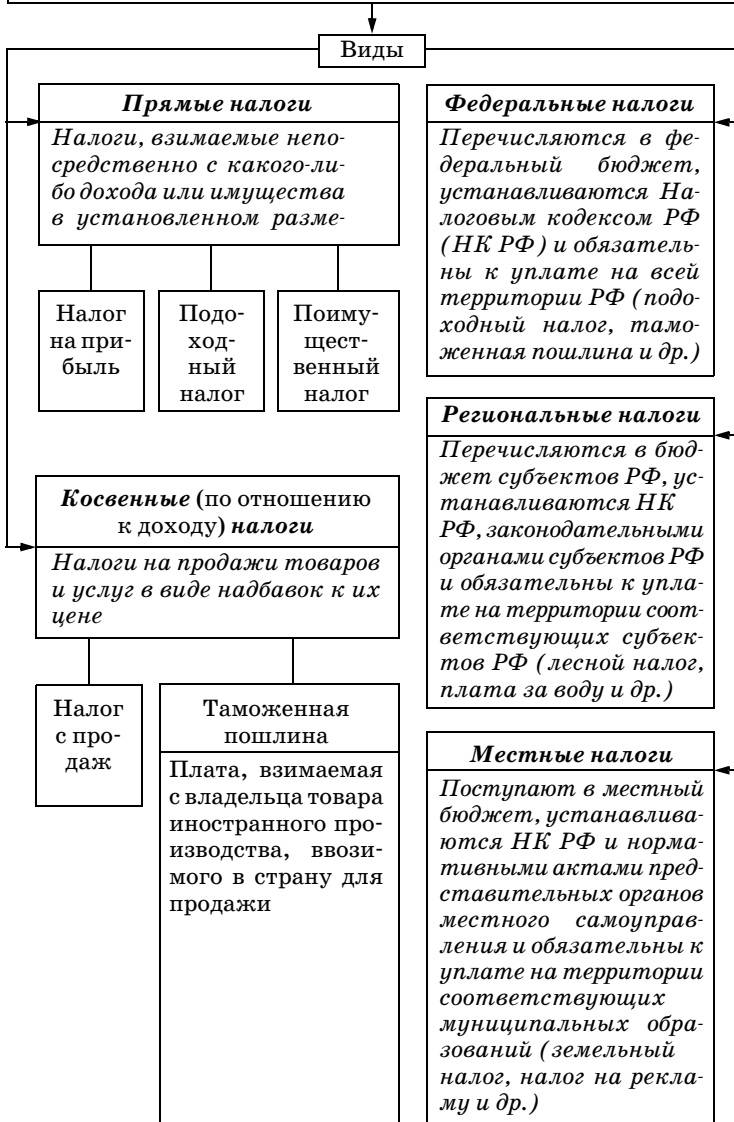 Виды
Прямые налоги
Налоги, взимаемые непо-
средственно с какого-ли-
бо дохода или имущества
в установленном разме-
Налог
на при-
быль
Подо-
ход-
ный
налог
Поиму-
щест-
венный
налог
Косвенные (по отношению
к доходу) налоги
Налоги на продажи товаров
и услуг в виде надбавок к их
цене
Налог
с про-
даж
Таможенная
пошлина
Плата, взимаемая
с владельца товара
иностранного про-
изводства, ввози-
мого в страну для
продажи
Федеральные налоги
Перечисляются в фе-
деральный бюджет,
устанавливаются На-
логовым кодексом РФ
(НК РФ) и обязатель-
ны к уплате на всей
территории РФ (подо-
ходный налог, тамо-
женная пошлина и др.)
Региональные налоги
Перечисляются в бюд-
жет субъектов РФ, ус-
танавливаются НК
РФ, законодательными
органами субъектов РФ
и обязательны к упла-
те на территории соот-
ветствующих субъек-
тов РФ (лесной налог,
плата за воду и др.)
Местные налоги
Поступают в местный
бюджет, устанавлива-
ются НК РФ и норма-
тивными актами пред-
ставительных органов
местного самоуправ-
ления и обязательны к
уплате на территории
соответствующих
муниципальных обра-
зований (земельный
налог, налог на рекла-
му и др.)